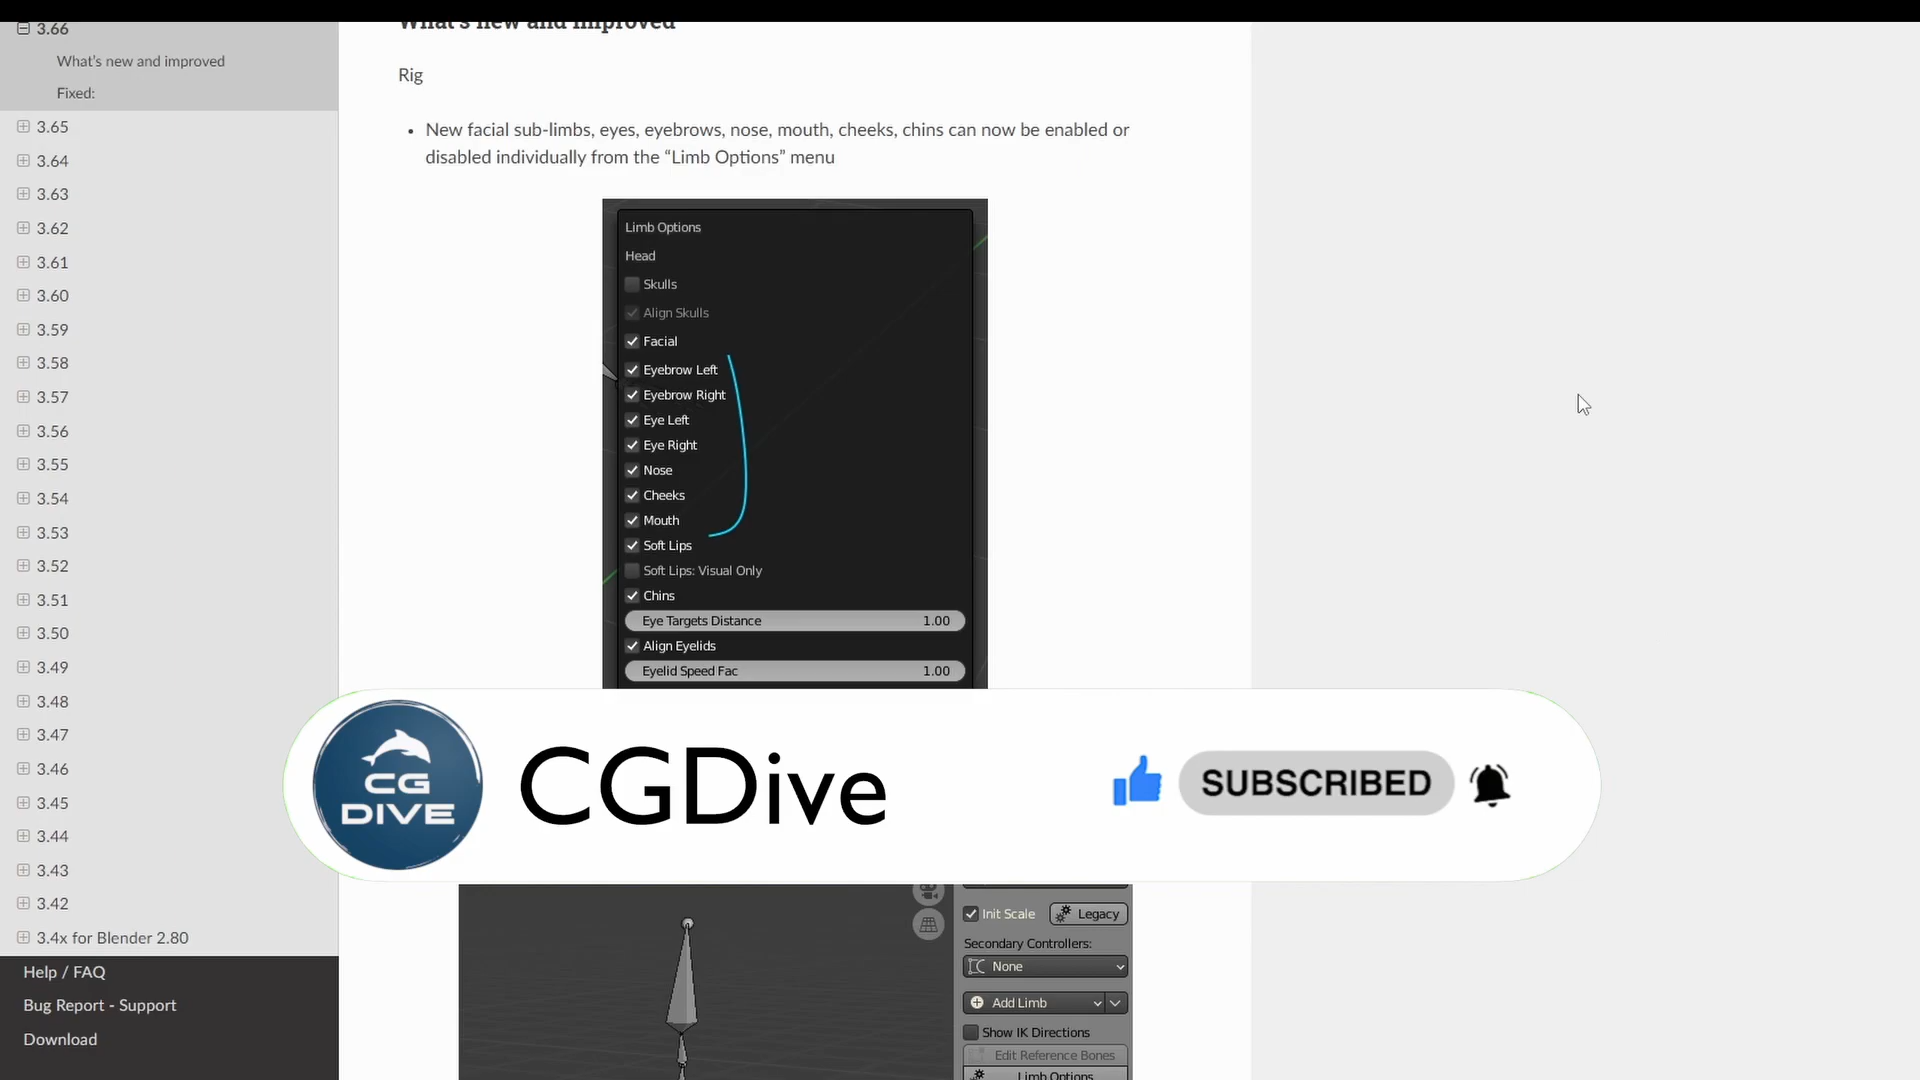 3.66
What's new and improved
Fixed:
3.65
3.64
3.63
3.62
3.61
3.60
3.59
3.58
3.57
3.56
3.55
3.54
3.53
3.52
3.51
3.50
3.49
3.48
3.47
3.46
3.45
3.44
3.43
3.42
3.4x for Blender 2.80
Help / FAQ
Bug Report - Support
Download
What's new and improved
Rig
• New facial sub-limbs, eyes, eyebrows, nose, mouth, cheeks, chins can now be enabled or
disabled individually from the “Limb Options” menu
Limb Options
Head
Skulls
Align Skulls
Facial
Eyebrow Left
Eyebrow Right
Eye Left
Eye Right
Nose
Cheeks
Mouth
Soft Lips
Soft Lips: Visual Only
Chins
Eye Targets Distance 1.00
Align Eyelids
Eyelid Speed Fac 1.00
CG
DIVE
CGDive
SUBSCRIBED
Init Scale Legacy
Secondary Controllers:
None
Add Limb
Show IK Directions
Edit Reference Bones
Limb Options